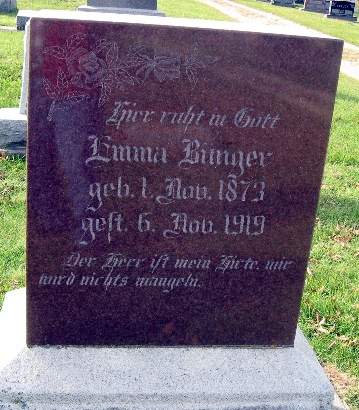 Hier ruht in Gott
Emma Bünger
geb. 1. Nov. 1873
gest. 6. Nov. 1919
Der Herr ist mein Hirte, mir
wird nichts mangeln.